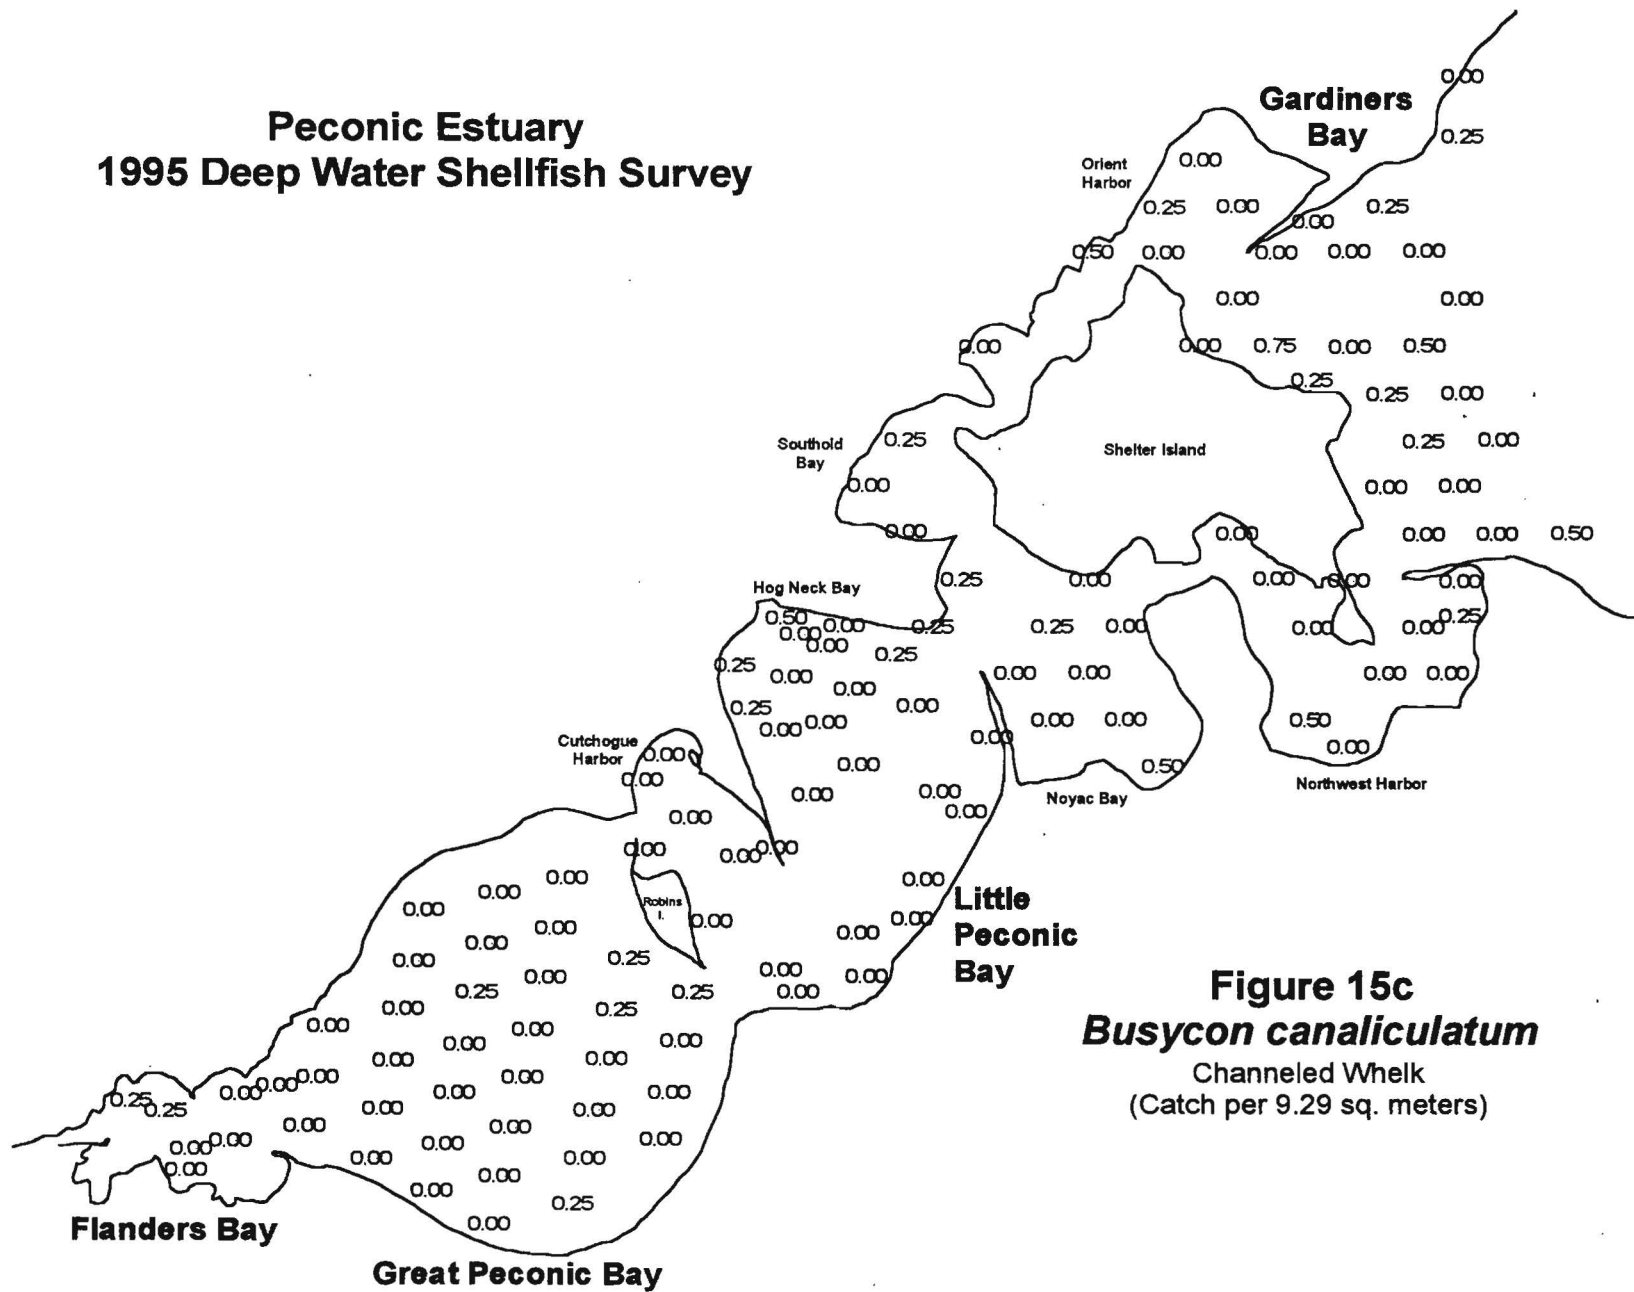 Peconic Estuary
1995 Deep Water Shellfish Survey
Gardiners
Bay
0.00
0.25
Orient
Harbor
0.00
0.25 0.00 0.25
0.00
0.50 0.00 0.00 0.00 0.00
0.00 0.00
0.00 0.00 0.75 0.00 0.50
0.25
0.25 0.00
Southold
Bay
0.25
Shelter Island
0.25 0.00
0.00 0.00 0.00
0.00 0.00 0.00 0.00 0.50
Hog Neck Bay
0.25 0.00 0.00 0.00 0.00
0.50 0.00 0.25 0.25 0.00 0.00 0.00 0.25
0.00 0.00 0.25
0.25 0.00 0.00 0.00 0.00 0.00
0.00
0.25 0.00 0.00 0.00 0.00 0.50
0.00 0.00 0.00
Cutchogue
Harbor
0.00
0.00 0.00 0.50
Northwest Harbor
Noyac Bay
0.00 0.00
0.00 0.00
0.00 0.00 0.00
0.00 0.00 0.00
Little
Peconic
Bay
Robins
I.
0.00 0.00 0.00
0.00 0.00 0.00
0.00 0.25 0.00 0.00
0.00 0.25 0.25 0.00
0.00 0.25
Figure 15c
Busycon canaliculatum
Channeled Whelk
(Catch per 9.29 sq. meters)
0.00 0.00 0.00 0.00
0.00 0.00
0.00 0.00 0.00 0.00
0.25 0.25 0.00 0.00 0.00
0.00 0.00 0.00
0.00 0.00 0.00 0.00
0.00 0.00 0.00
0.00 0.00
0.25
0.00
Flanders Bay
Great Peconic Bay